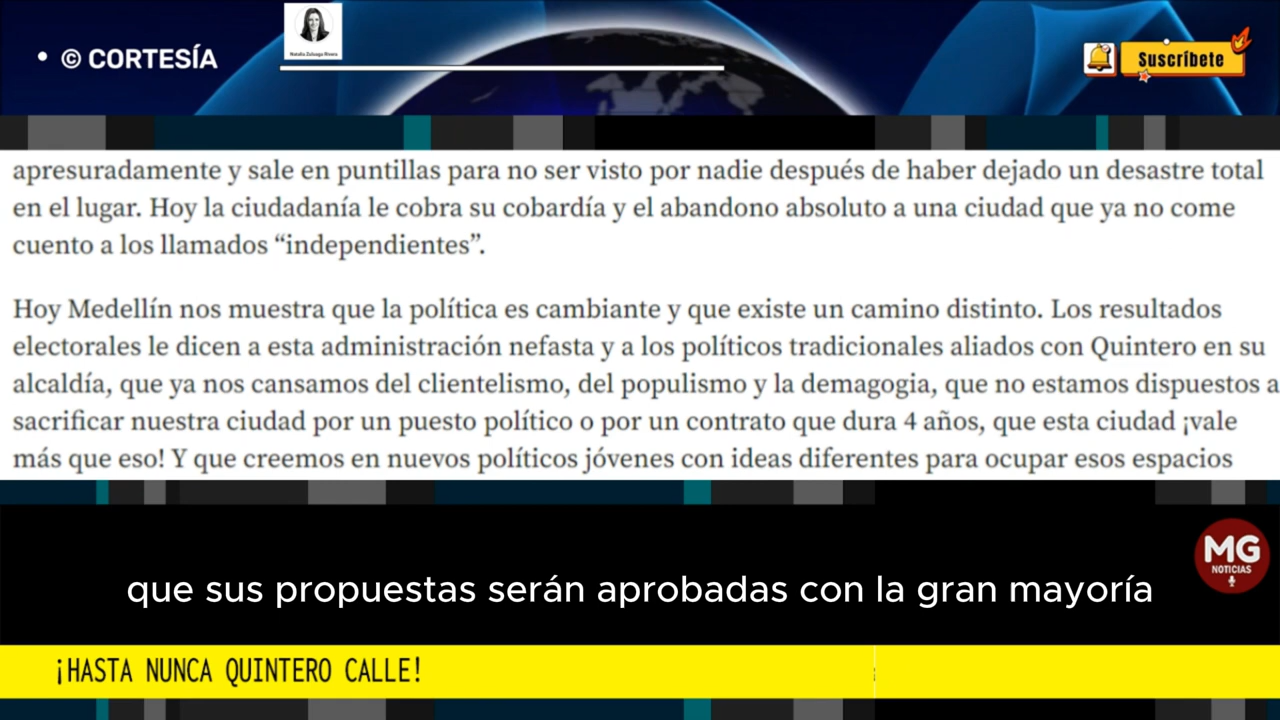 © CORTESÍA
Natalia Zuluaga Rivera
Suscríbete
apresuradamente y sale en puntillas para no ser visto por nadie después de haber dejado un desastre total
en el lugar. Hoy la ciudadanía le cobra su cobardía y el abandono absoluto a una ciudad que ya no come
cuento a los llamados “independientes”.
Hoy Medellín nos muestra que la política es cambiante y que existe un camino distinto. Los resultados
electorales le dicen a esta administración nefasta y a los políticos tradicionales aliados con Quintero en su
alcaldía, que ya nos cansamos del clientelismo, del populismo y la demagogia, que no estamos dispuestos a
sacrificar nuestra ciudad por un puesto político o por un contrato que dura 4 años, que esta ciudad ¡vale
más que eso! Y que creemos en nuevos políticos jóvenes con ideas diferentes para ocupar esos espacios
MG
NOTICIAS
que sus propuestas serán aprobadas con la gran mayoría
¡HASTA NUNCA QUINTERO CALLE!